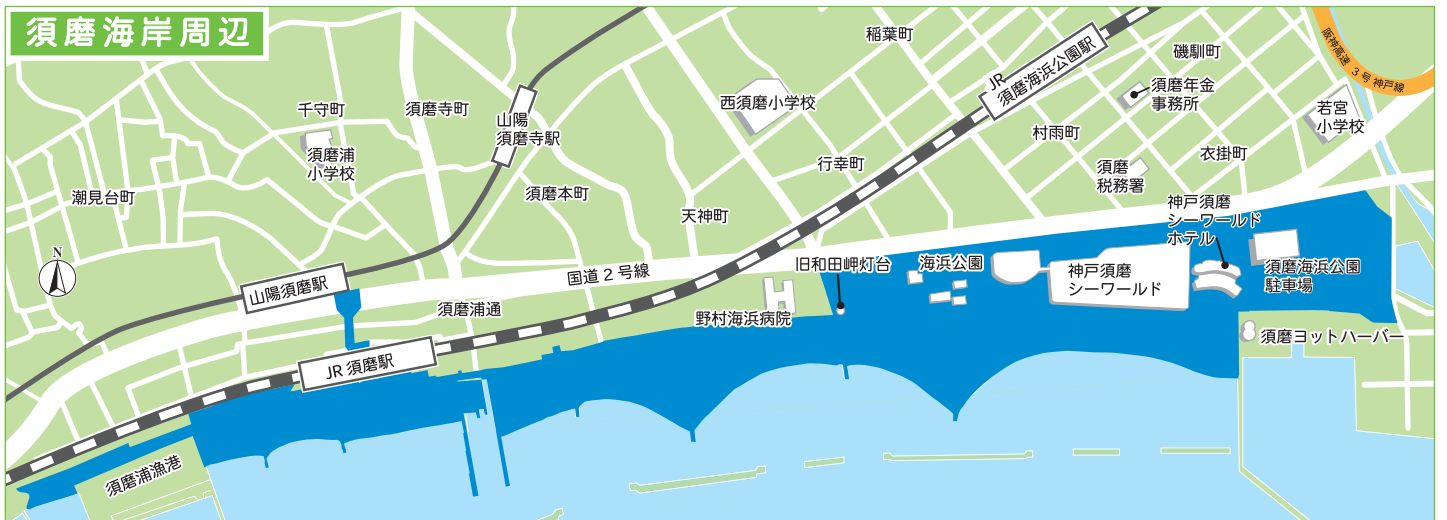 須磨海岸周辺
稲葉町
磯馴町
阪神高速 3号神戸線
JR
須磨海浜公園駅
西須磨小学校
須磨年金
事務所
千守町
須磨寺町
山陽
須磨寺駅
若宮
小学校
村雨町
須磨浦
小学校
行幸町
衣掛町
須磨
税務署
潮見台町
須磨本町
天神町
神戸須磨
シーワールド
ホテル
N
国道2号線
旧和田岬灯台
海浜公園
神戸須磨
シーワールド
須磨海浜公園
駐車場
山陽須磨駅
須磨浦通
野村海浜病院
須磨ヨットハーバー
JR 須磨駅
須磨浦漁港